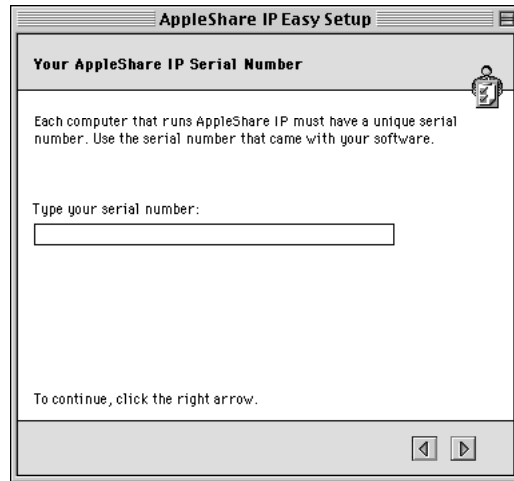 AppleShare IP Easy Setup
Your AppleShare IP Serial Number
Each computer that runs AppleShare IP must have a unique serial
number. Use the serial number that came with your software.
Type your serial number:
To continue, click the right arrow.